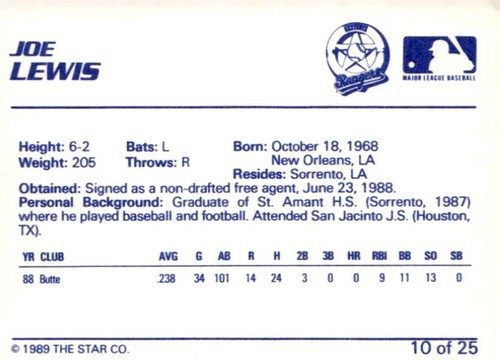 JOE
LEWIS
Rangers
MAJOR LEAGUE BASEBALL
Height: 6-2 Bats: L Born: October 18, 1968
Weight: 205 Throws: R New Orleans, LA
Resides: Sorrento, LA
Obtained: Signed as a non-drafted free agent, June 23, 1988.
Personal Background: Graduate of St. Amant H.S. (Sorrento, 1987)
where he played baseball and football. Attended San Jacinto J.S. (Houston,
TX).
YR CLUB AVG G AB R H 2B 3B HR RBI BB SO SB
88 Butte .238 34 101 14 24 3 0 0 9 11 13 0
© 1989 THE STAR CO. 10 of 25